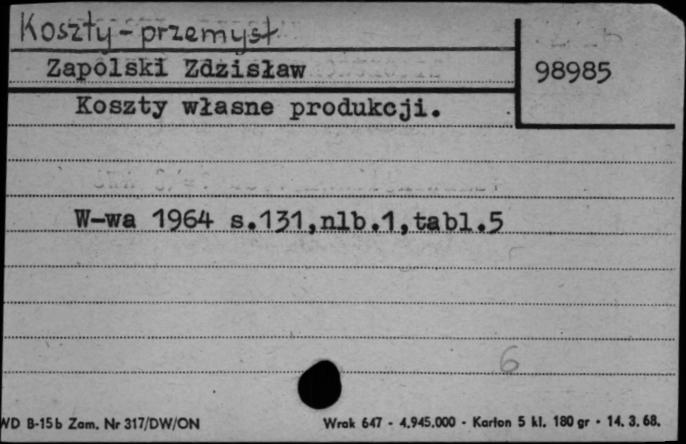 Koszty - przemysł
Zapolski Zdzisław
98985
Koszty własne produkcji.
W-wa 1964 s.131,nlb.1,tabl.5
6
WD B-15b Zam. Nr 317/DW/ON
Wrak 647 - 4.945.000 - Karton 5 kl. 180 gr - 14. 3. 68.